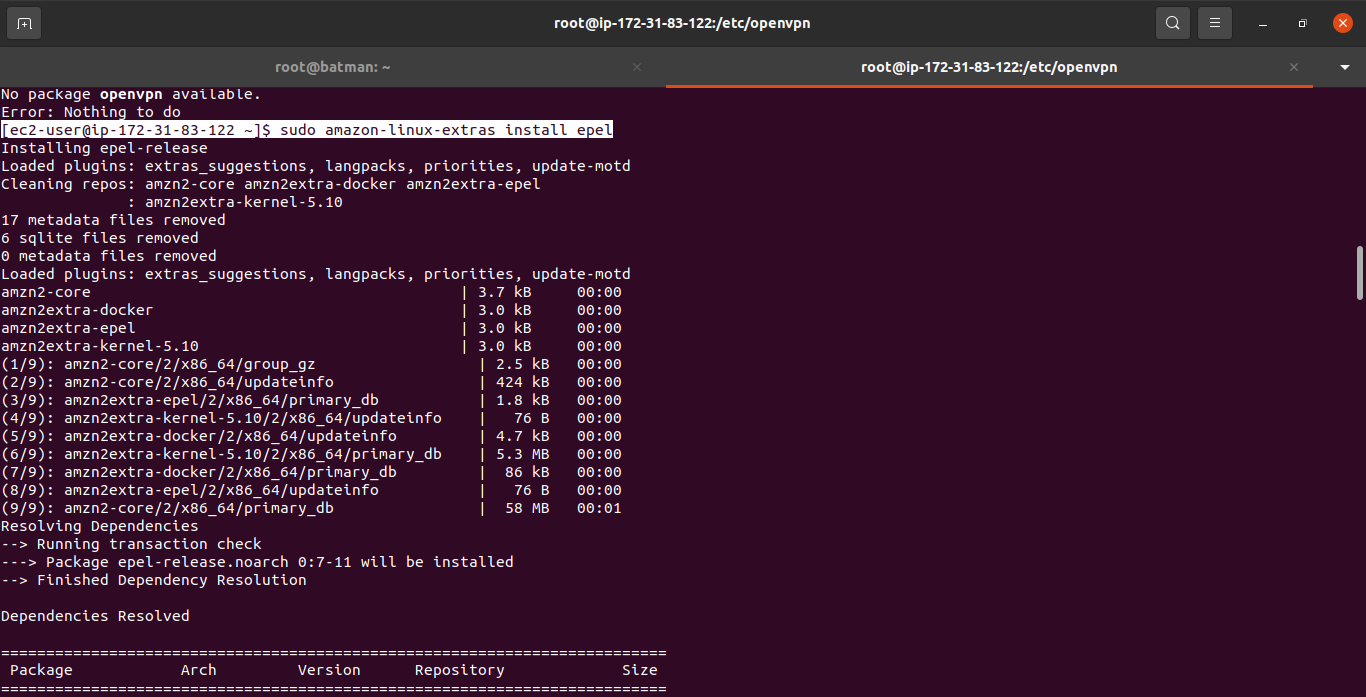 root@ip-172-31-83-122:/etc/openvpn
root@batman: ~
root@ip-172-31-83-122:/etc/openvpn
No package openvpn available.
Error: Nothing to do
[ec2-user@ip-172-31-83-122 ~]$ sudo amazon-linux-extras install epel
Installing epel-release
Loaded plugins: extras_suggestions, langpacks, priorities, update-motd
Cleaning repos: amzn2-core amzn2extra-docker amzn2extra-epel
              : amzn2extra-kernel-5.10
17 metadata files removed
6 sqlite files removed
0 metadata files removed
Loaded plugins: extras_suggestions, langpacks, priorities, update-motd
amzn2-core                                         | 3.7 kB     00:00
amzn2extra-docker                                  | 3.0 kB     00:00
amzn2extra-epel                                    | 3.0 kB     00:00
amzn2extra-kernel-5.10                             | 3.0 kB     00:00
(1/9): amzn2-core/2/x86_64/group_gz                  | 2.5 kB   00:00
(2/9): amzn2-core/2/x86_64/updateinfo                | 424 kB   00:00
(3/9): amzn2extra-epel/2/x86_64/primary_db           | 1.8 kB   00:00
(4/9): amzn2extra-kernel-5.10/2/x86_64/updateinfo    |   76 B   00:00
(5/9): amzn2extra-docker/2/x86_64/updateinfo         | 4.7 kB   00:00
(6/9): amzn2extra-kernel-5.10/2/x86_64/primary_db    | 5.3 MB   00:00
(7/9): amzn2extra-docker/2/x86_64/primary_db         |  86 kB   00:00
(8/9): amzn2extra-epel/2/x86_64/updateinfo           |   76 B   00:00
(9/9): amzn2-core/2/x86_64/primary_db                |  58 MB   00:01
Resolving Dependencies
--> Running transaction check
---> Package epel-release.noarch 0:7-11 will be installed
--> Finished Dependency Resolution
Dependencies Resolved
==========================================================================
 Package            Arch         Version      Repository             Size
==========================================================================